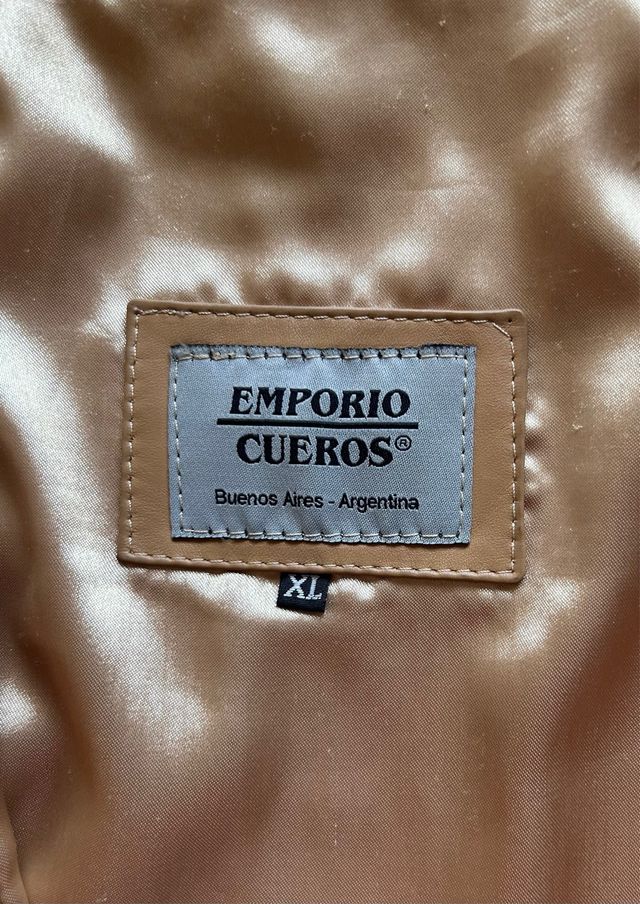 EMPORIO
CUEROS®
Buenos Aires - Argentina
XL